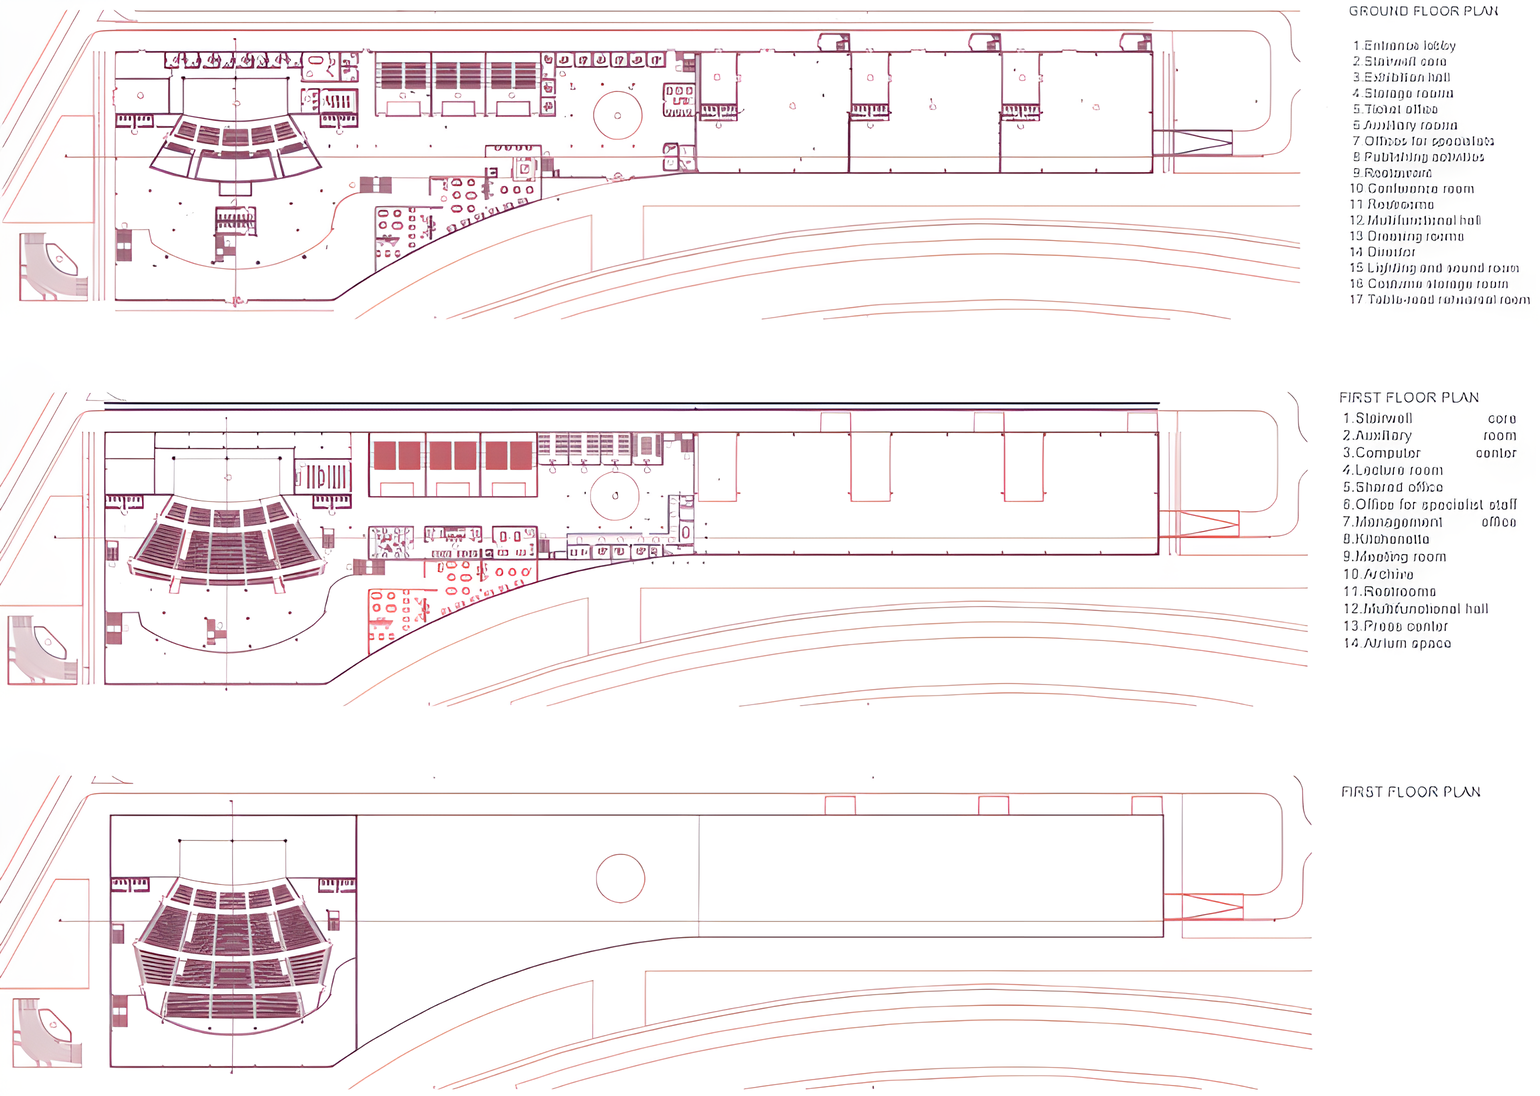 GROUND FLOOR PLAN
1.Entrance lobby
2 Stairwell core
3.Exhibition hall
4.Storage rooms
5.Ticket office
6 Auxiliary rooms
7 Offices for specialists
8 Publishing activities
9.Restaurant
10 Conference room
11 Restrooms
12.Multifunctional hall
13 Dressing rooms
14 Dimmer
15 Lighting and sound room
16 Costume storage room
17 Table-read rehearsal room
FIRST FLOOR PLAN
1.Stairwell core
2.Auxiliary room
3.Computer center
4.Lecture room
5.Shared office
6.Office for specialist staff
7.Management office
8.Kitchenette
9.Meeting room
10.Archive
11.Restrooms
12.Multifunctional hall
13.Press center
14.Atrium space
FIRST FLOOR PLAN